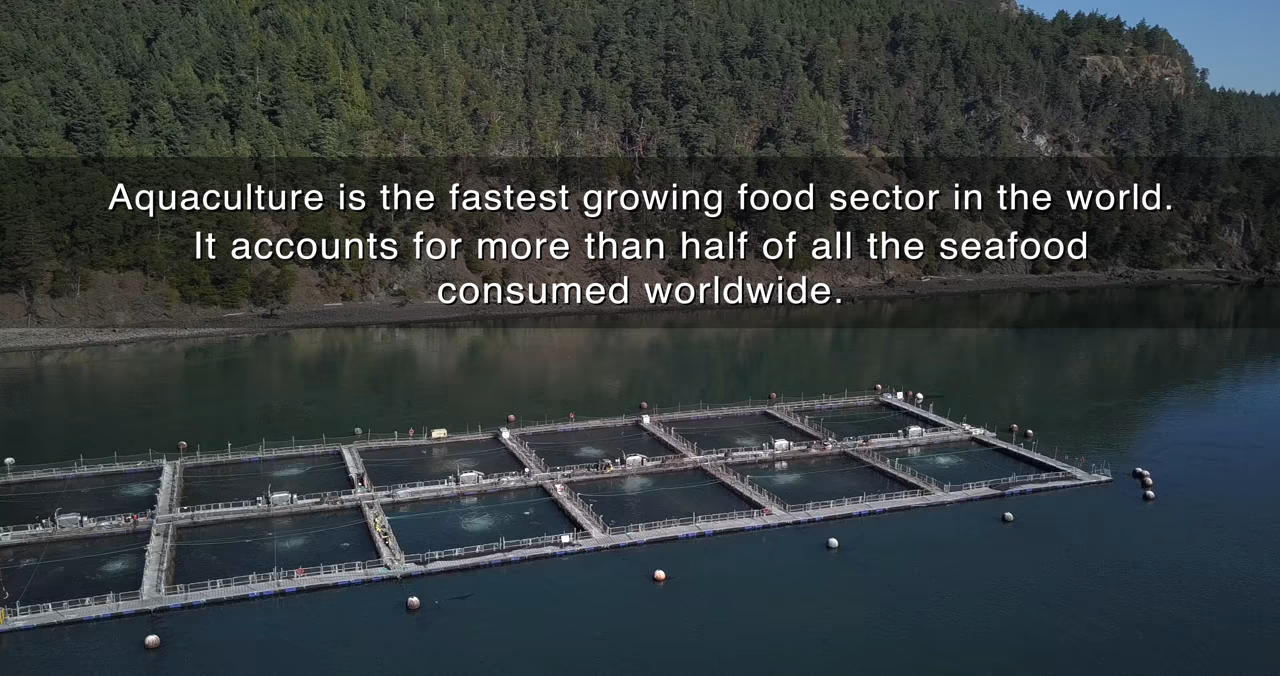 Aquaculture is the fastest growing food sector in the world.
It accounts for more than half of all the seafood
consumed worldwide.